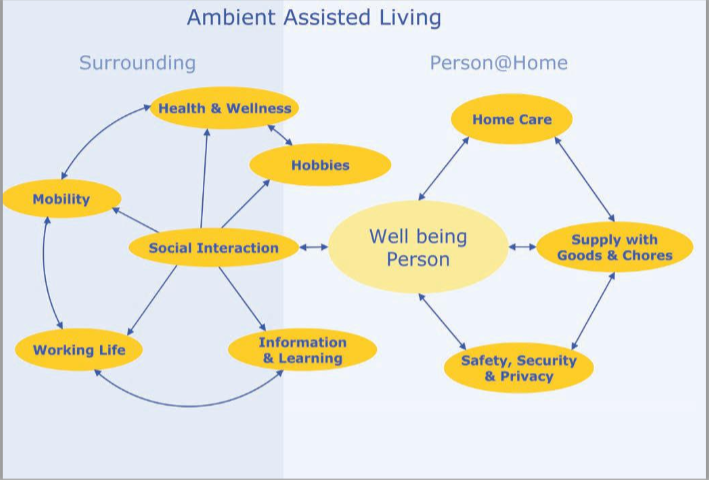 Ambient Assisted Living
Surrounding
Person@Home
Health & Wellness
Home Care
Hobbies
Mobility
Social Interaction
Well being
Person
Supply with
Goods & Chores
Working Life
Information
& Learning
Safety, Security
& Privacy